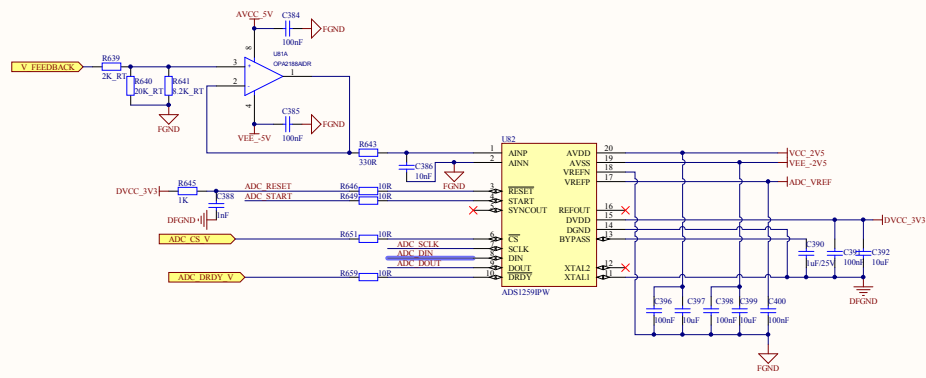 AVCC_5V
C384
100nF
FGND
8
U81A
OPA2188AIDR
V_FEEDBACK
R639
2K_RT
3
2
1
R640
20K_RT
R641
8.2K_RT
4
FGND
C385
100nF
FGND
VEE_-5V
R643
330R
C386
10nF
FGND
U82
1 AINP AVDD 20 VCC_2V5
2 AINN AVSS 19 VEE_-2V5
VREFN 18
VREFP 17 ADC_VREF
DVCC_3V3
R645
1K
ADC_RESET
R646
10R
3 RESET
ADC_START
R649
10R
4 START
5 SYNCOUT REFOUT 16
C388
1nF
DFGND
DVDD 15 DVCC_3V3
DGND 14
ADC_CS_V
R651
10R
6 CS BYPASS 13
ADC_SCLK
SCLK
ADC_DIN
DIN
ADC_DOUT
DOUT XTAL2 12
ADC_DRDY_V
R659
10R
10 DRDY XTAL1
ADS1259IPW
C390
1uF/25V
C391
100nF
C392
10uF
DFGND
C396
100nF
C397
10uF
C398
100nF
C399
10uF
C400
100nF
FGND